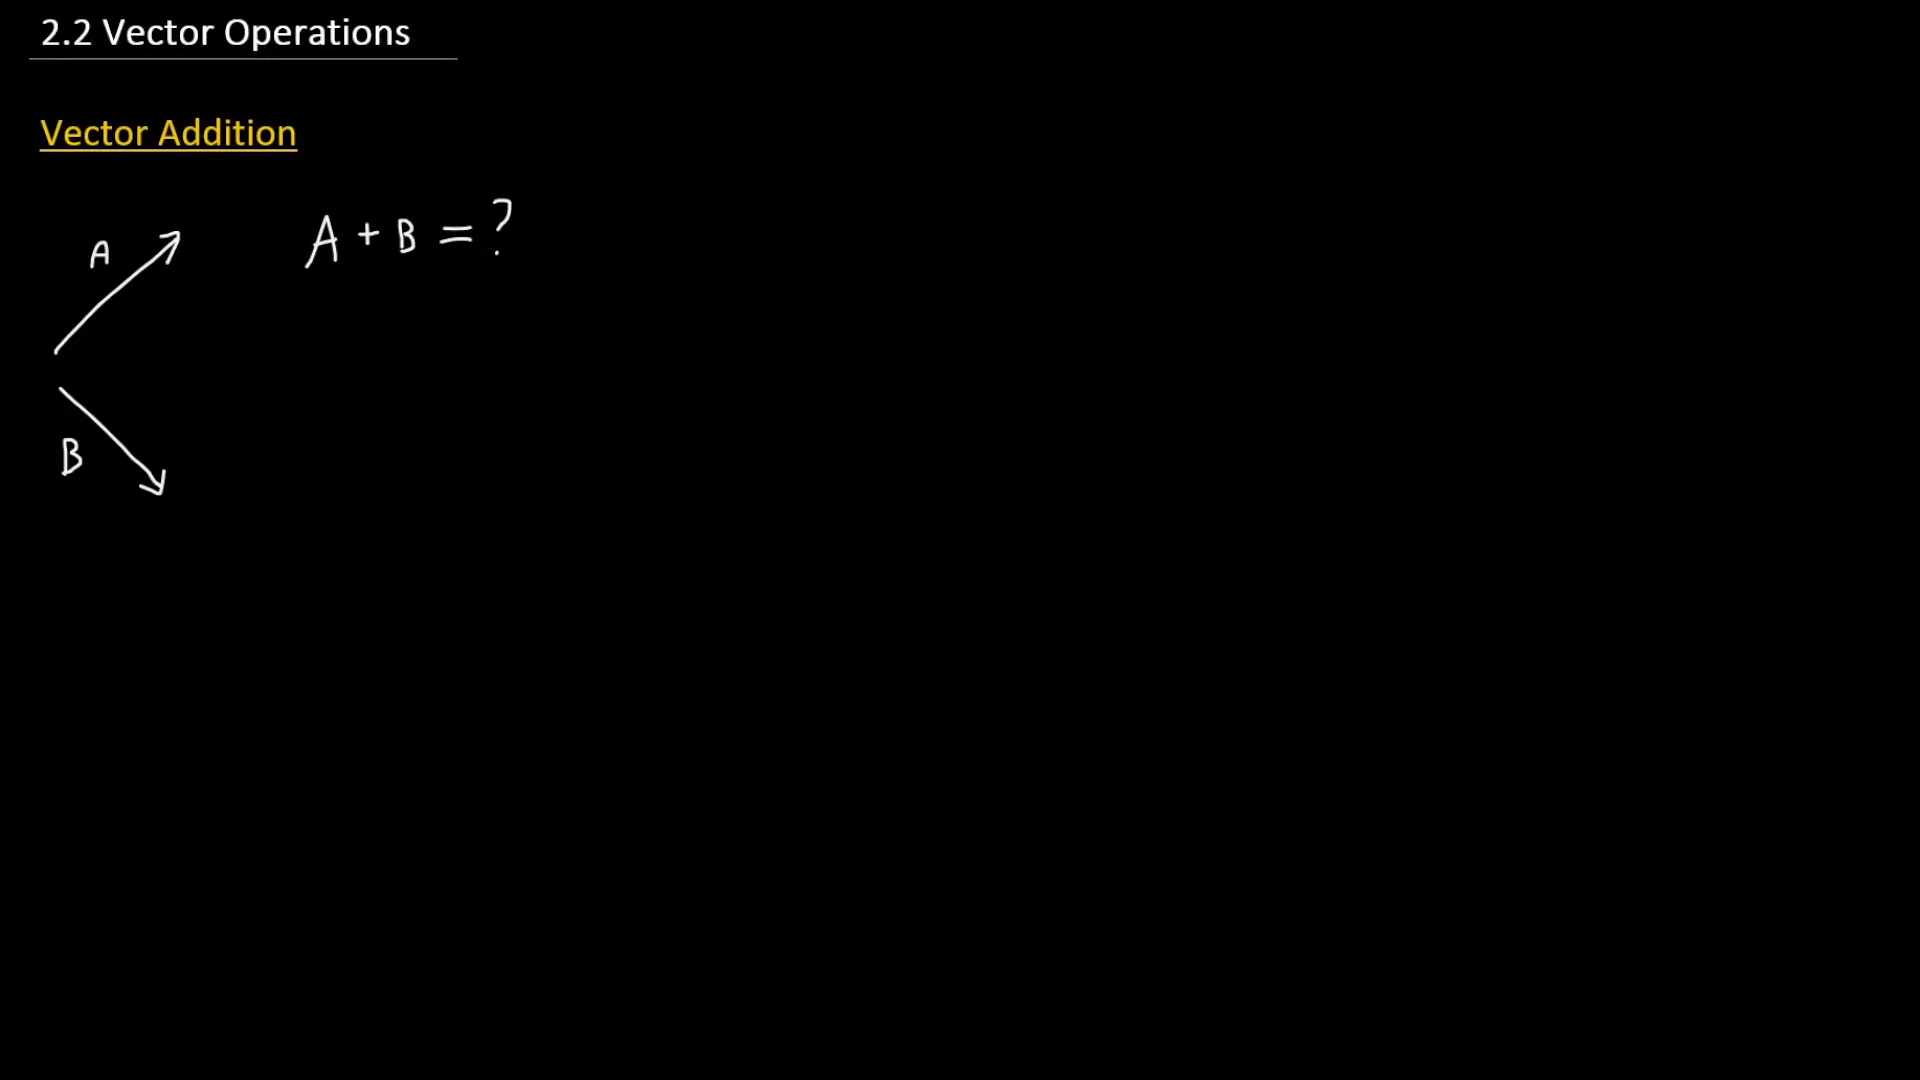 2.2 Vector Operations
Vector Addition
A + B = ?
A
B